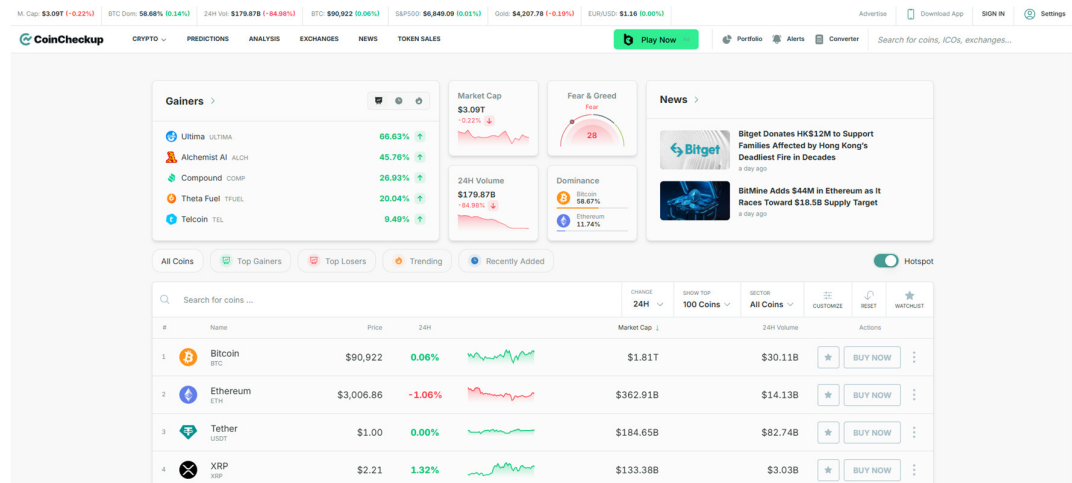 M. Cap: $3.09T (-0.22%) BTC Dom: 58.68% (0.14%) 24H Vol: $179.87B (-84.98%) BTC: $90,922 (0.06%) S&P500: $6,849.09 (0.01%) Gold: $4,207.78 (-0.19%) EUR/USD: $1.16 (0.00%) Advertise Download App SIGN IN Settings
CoinCheckup CRYPTO PREDICTIONS ANALYSIS EXCHANGES NEWS TOKEN SALES Play Now Portfolio Alerts Converter Search for coins, ICOs, exchanges...
Gainers
Ultima ULTIMA 66.63%
Alchemist AI ALCH 45.76%
Compound COMP 26.93%
Theta Fuel TFUEL 20.04%
Telcoin TEL 9.49%
Market Cap
$3.09T
-0.22%
Fear & Greed
Fear
28
24H Volume
$179.87B
-84.98%
Dominance
Bitcoin
58.67%
Ethereum
11.74%
News
Bitget
Bitget Donates HK$12M to Support
Families Affected by Hong Kong's
Deadliest Fire in Decades
a day ago
BitMine Adds $44M in Ethereum as It
Races Toward $18.5B Supply Target
a day ago
All Coins Top Gainers Top Losers Trending Recently Added Hotspot
Search for coins ...
CHANGE
24H
SHOW TOP
100 Coins
SECTOR
All Coins
CUSTOMIZE
RESET
WATCHLIST
# Name Price 24H Market Cap ↓ 24H Volume Actions
1 Bitcoin BTC $90,922 0.06% $1.81T $30.11B BUY NOW
2 Ethereum ETH $3,006.86 -1.06% $362.91B $14.13B BUY NOW
3 Tether USDT $1.00 0.00% $184.65B $82.74B BUY NOW
4 XRP XRP $2.21 1.32% $133.38B $3.03B BUY NOW